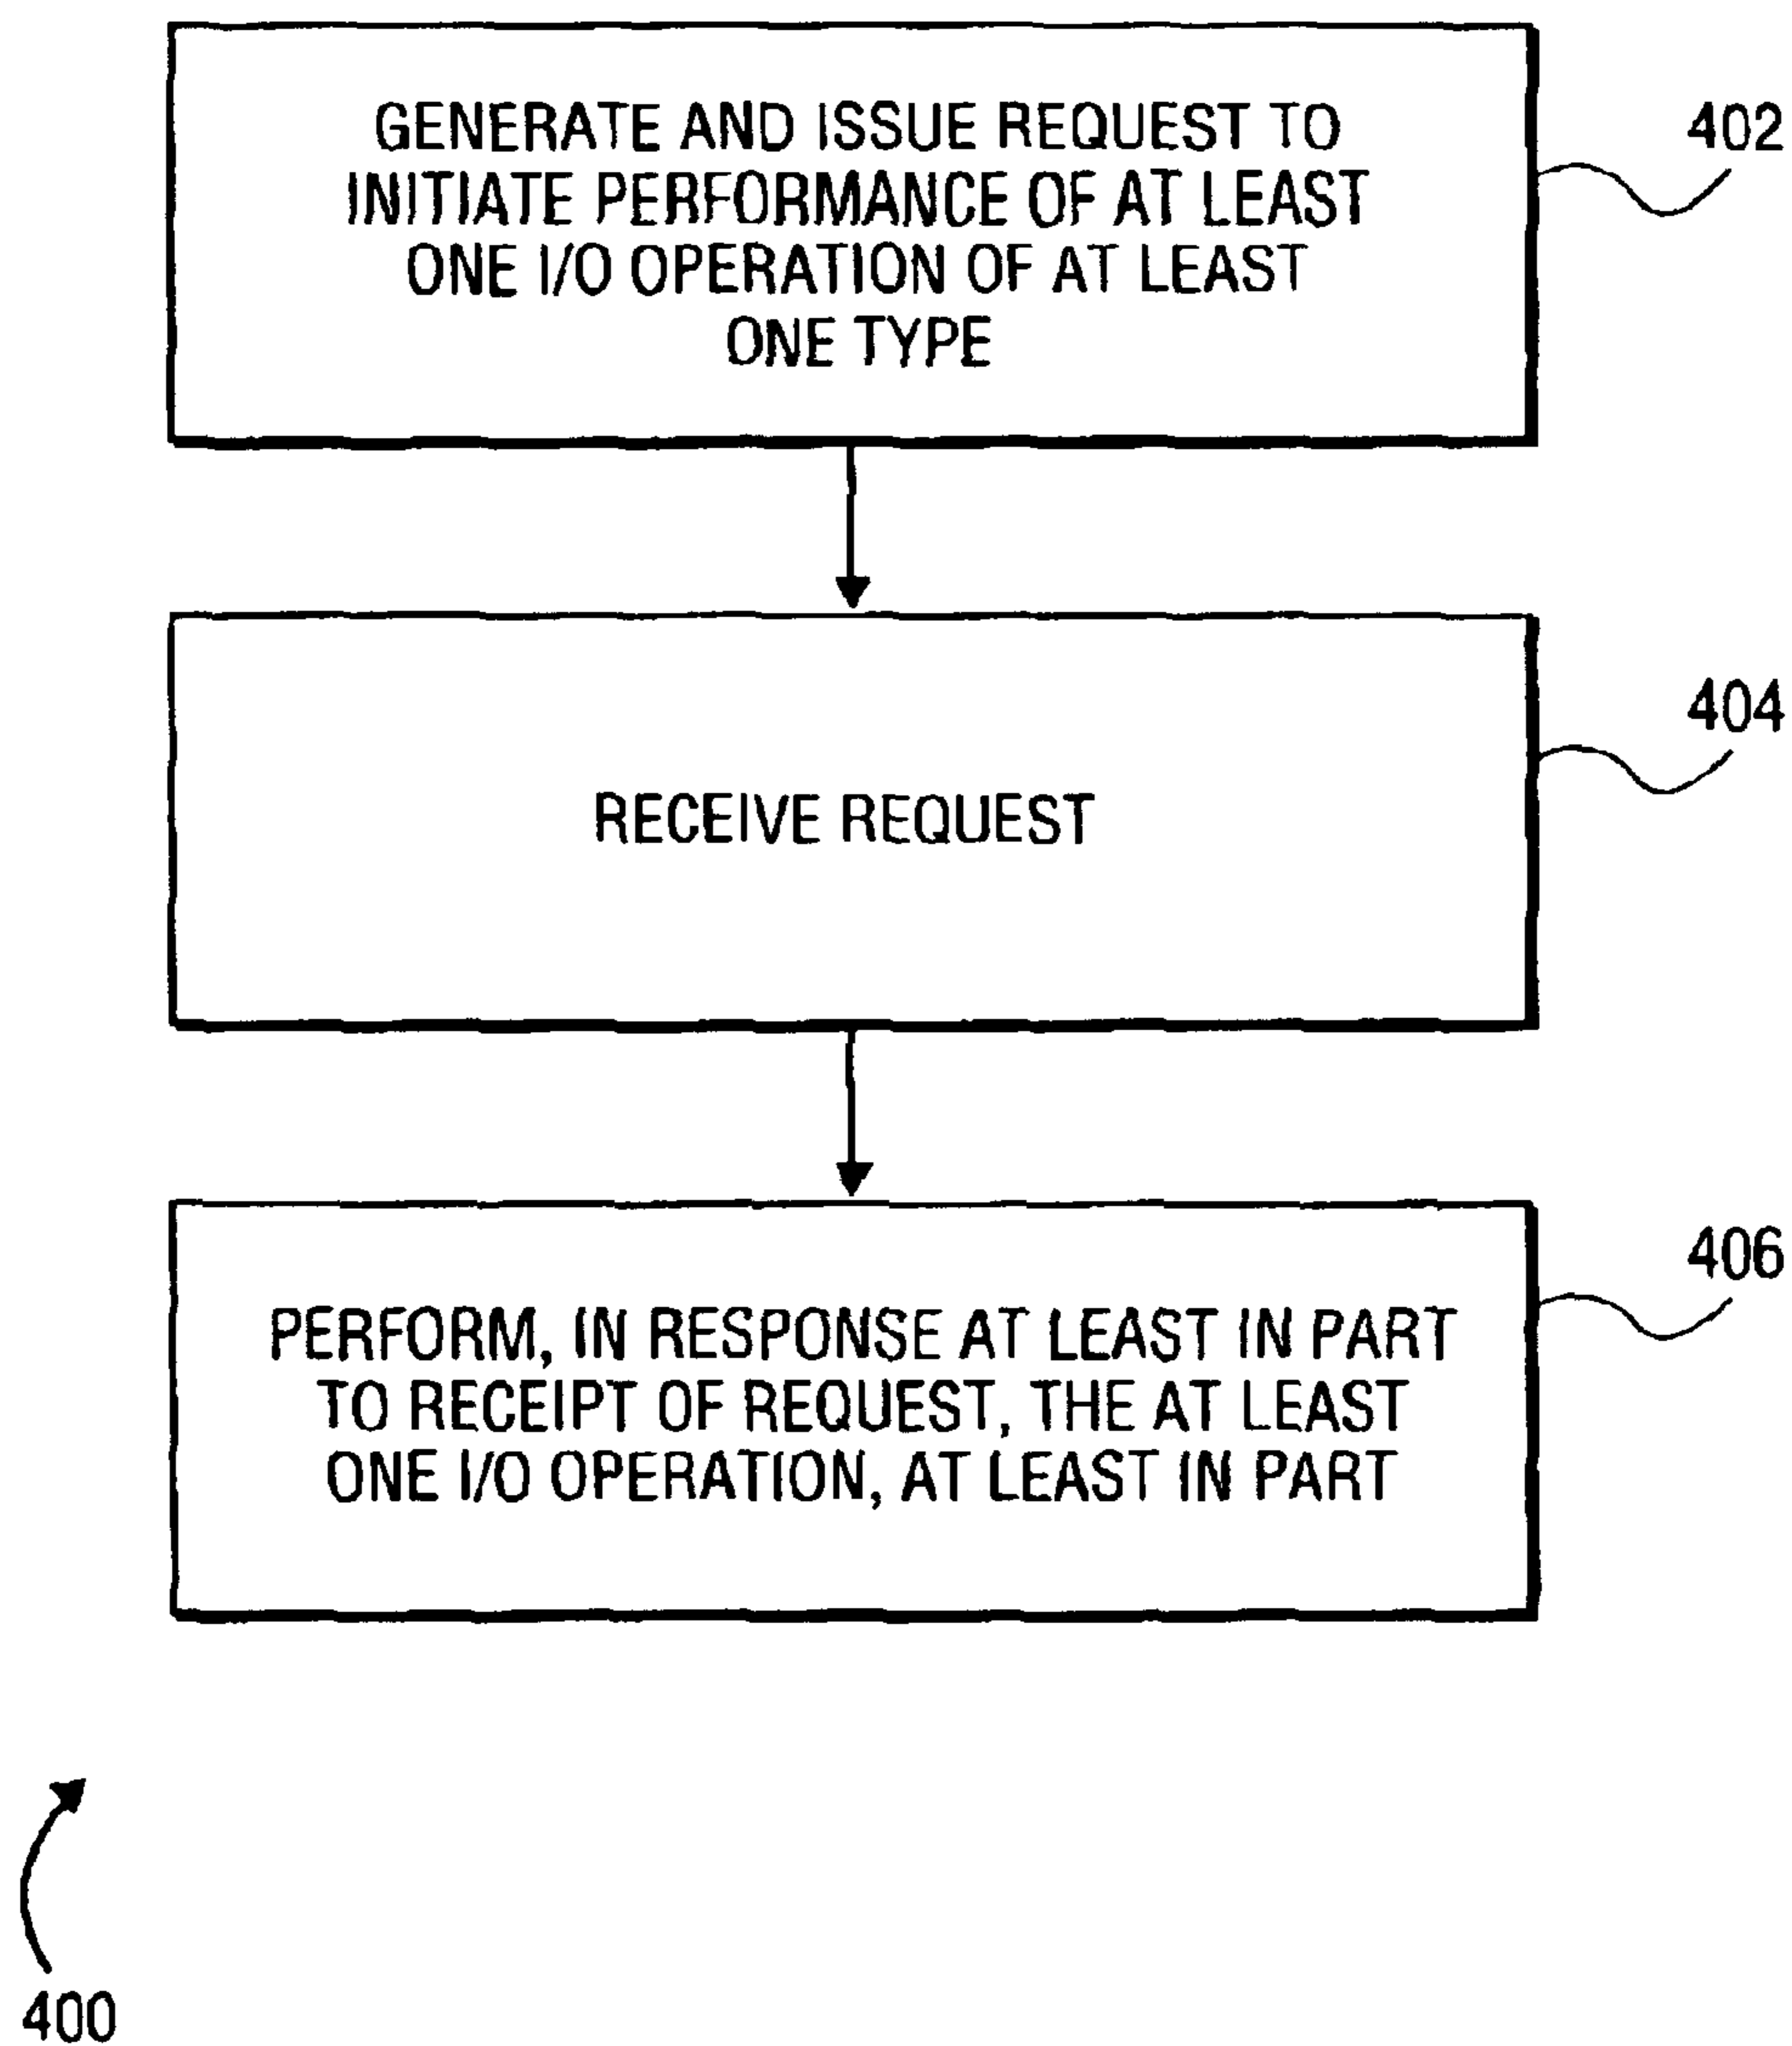 GENERATE AND ISSUE REQUEST TO
INITIATE PERFORMANCE OF AT LEAST
ONE I/O OPERATION OF AT LEAST
ONE TYPE
402
RECEIVE REQUEST
404
PERFORM, IN RESPONSE AT LEAST IN PART
TO RECEIPT OF REQUEST, THE AT LEAST
ONE I/O OPERATION, AT LEAST IN PART
406
400